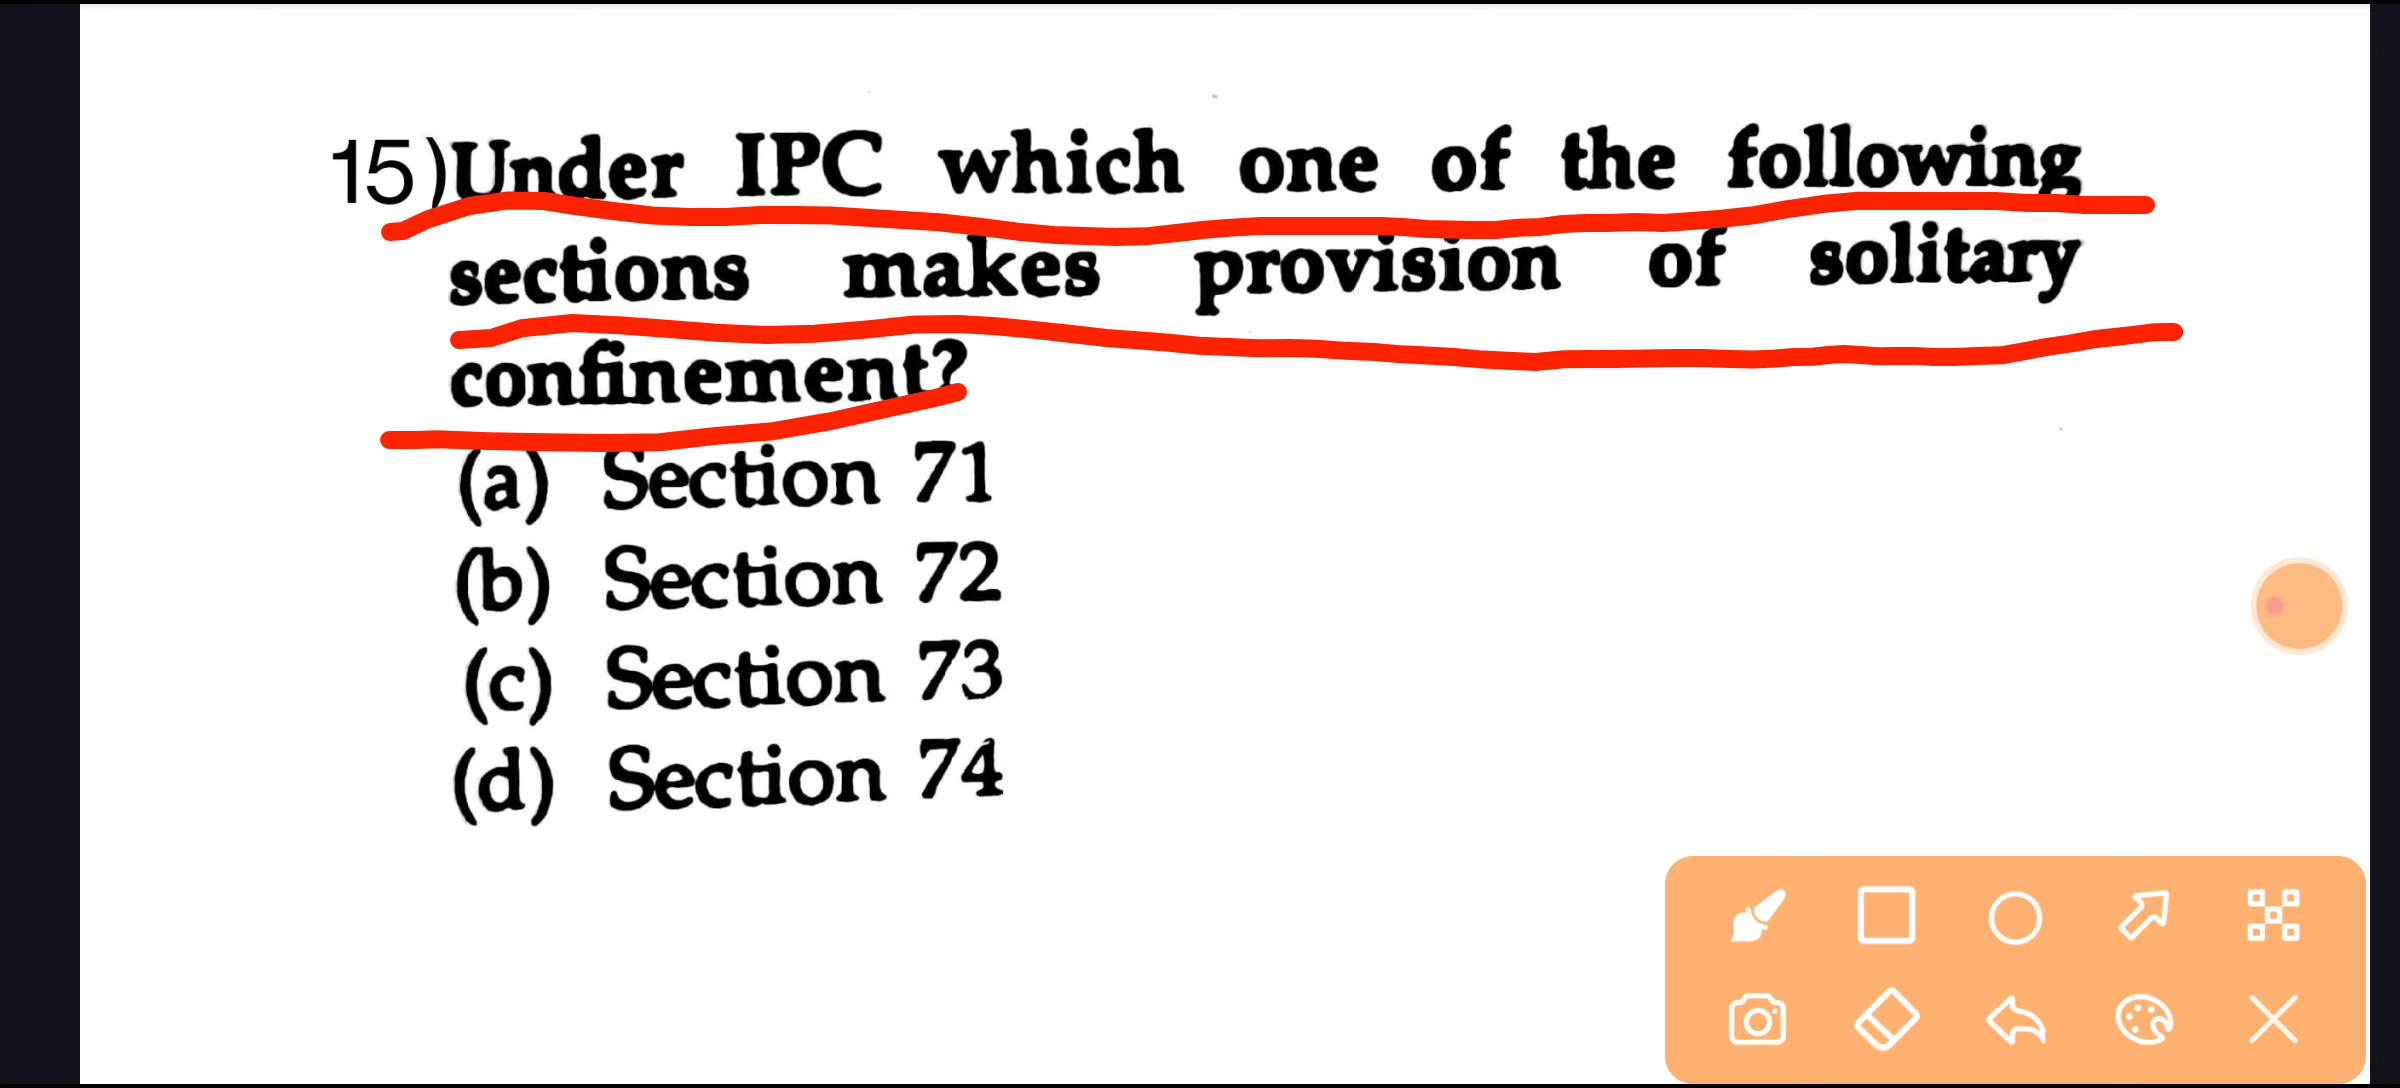 15)Under IPC which one of the following
sections makes provision of solitary
confinement?
(a) Section 71
(b) Section 72
(c) Section 73
(d) Section 74